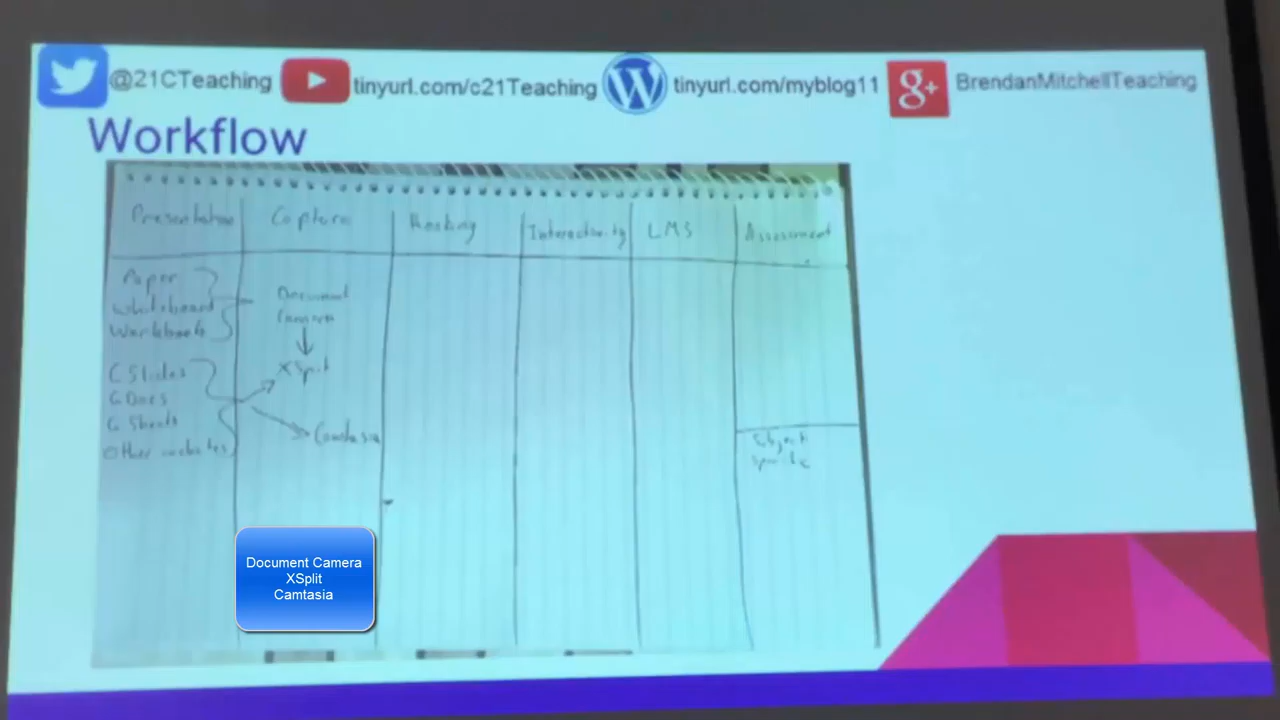 @21CTeaching tinyurl.com/c21Teaching tinyurl.com/myblog11 BrendanMitchellTeaching
Workflow
Presentation Capture Hosting Interactivity LMS Assessment
Paper
Whiteboard
Workbook
Document
Camera
XSplit
G Slides
G Docs
G Sheets
Other websites
Camtasia
Subject
Specific
Document Camera
XSplit
Camtasia